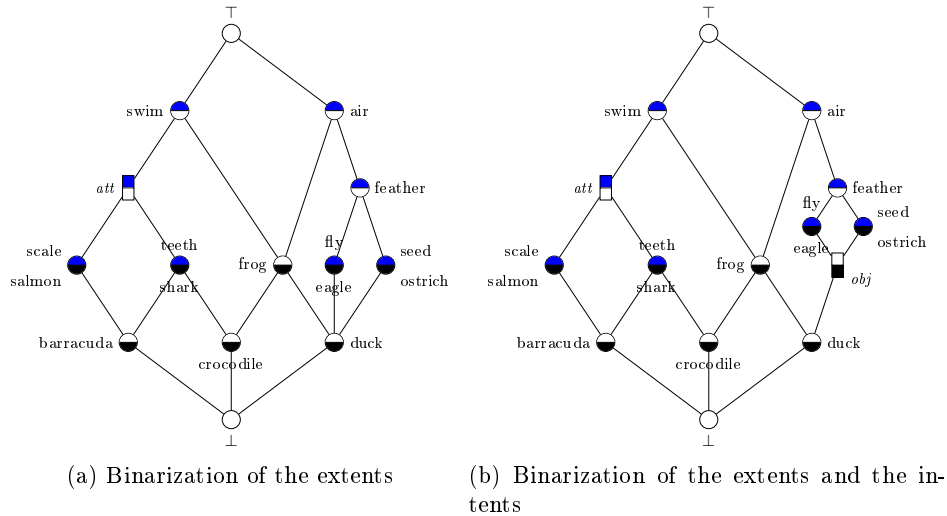 ⊤
swim
air
att
feather
scale
teeth
fly
seed
salmon
shark
frog
eagle
ostrich
barracuda
crocodile
duck
⊥
(a) Binarization of the extents
⊤
swim
air
att
feather
fly
seed
eagle
ostrich
scale
teeth
salmon
shark
frog
obj
barracuda
crocodile
duck
⊥
(b) Binarization of the extents and the in-
tents